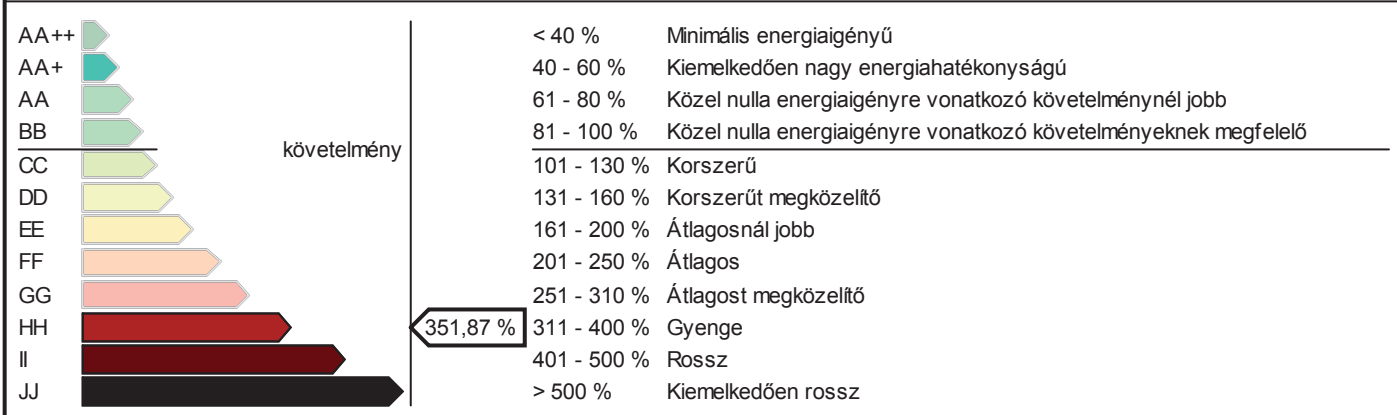 AA++ < 40 % Minimális energiaigényű
AA+ 40 - 60 % Kiemelkedően nagy energiahatékonyságú
AA 61 - 80 % Közel nulla energiaigényre vonatkozó követelménynél jobb
BB 81 - 100 % Közel nulla energiaigényre vonatkozó követelményeknek megfelelő
követelmény
CC 101 - 130 % Korszerű
DD 131 - 160 % Korszerűt megközelítő
EE 161 - 200 % Átlagosnál jobb
FF 201 - 250 % Átlagos
GG 251 - 310 % Átlagost megközelítő
HH 351,87 % 311 - 400 % Gyenge
II 401 - 500 % Rossz
JJ > 500 % Kiemelkedően rossz